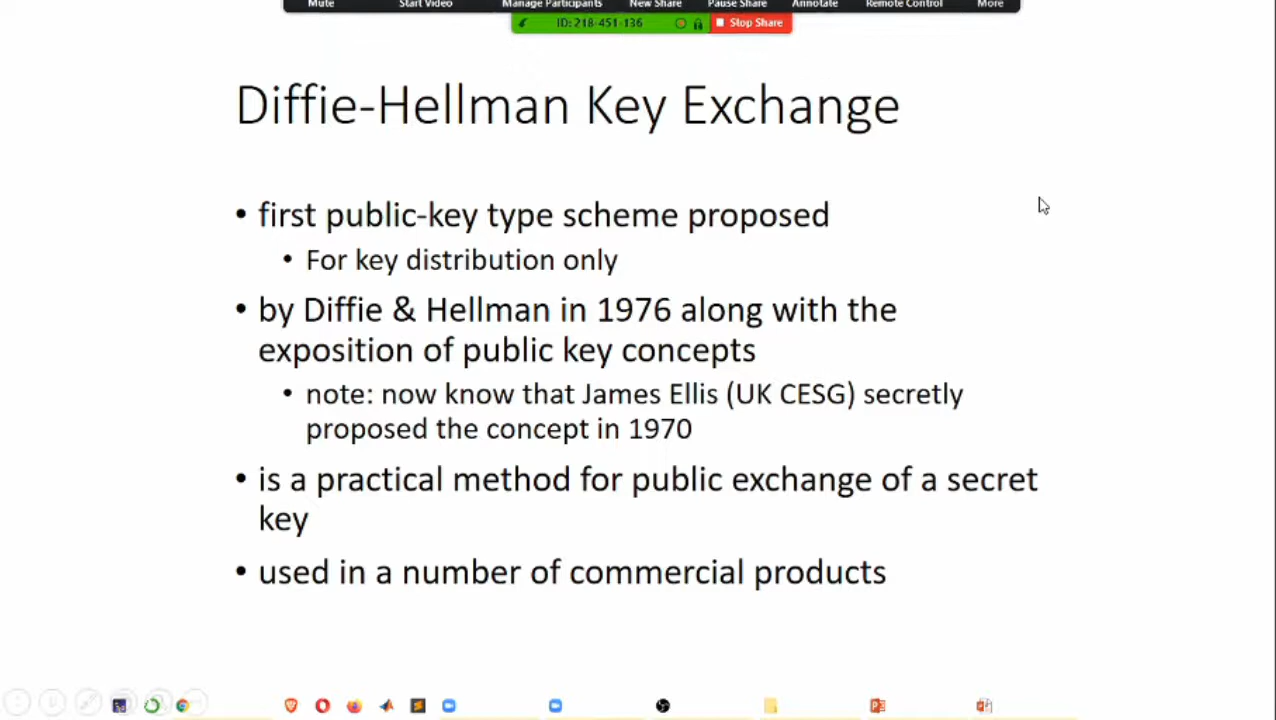 Mute Start Video Manage Participants New Share Pause Share Annotate Remote Control More
ID: 218-451-136 Stop Share
Diffie-Hellman Key Exchange
• first public-key type scheme proposed
• For key distribution only
• by Diffie & Hellman in 1976 along with the
exposition of public key concepts
• note: now know that James Ellis (UK CESG) secretly
proposed the concept in 1970
• is a practical method for public exchange of a secret
key
• used in a number of commercial products